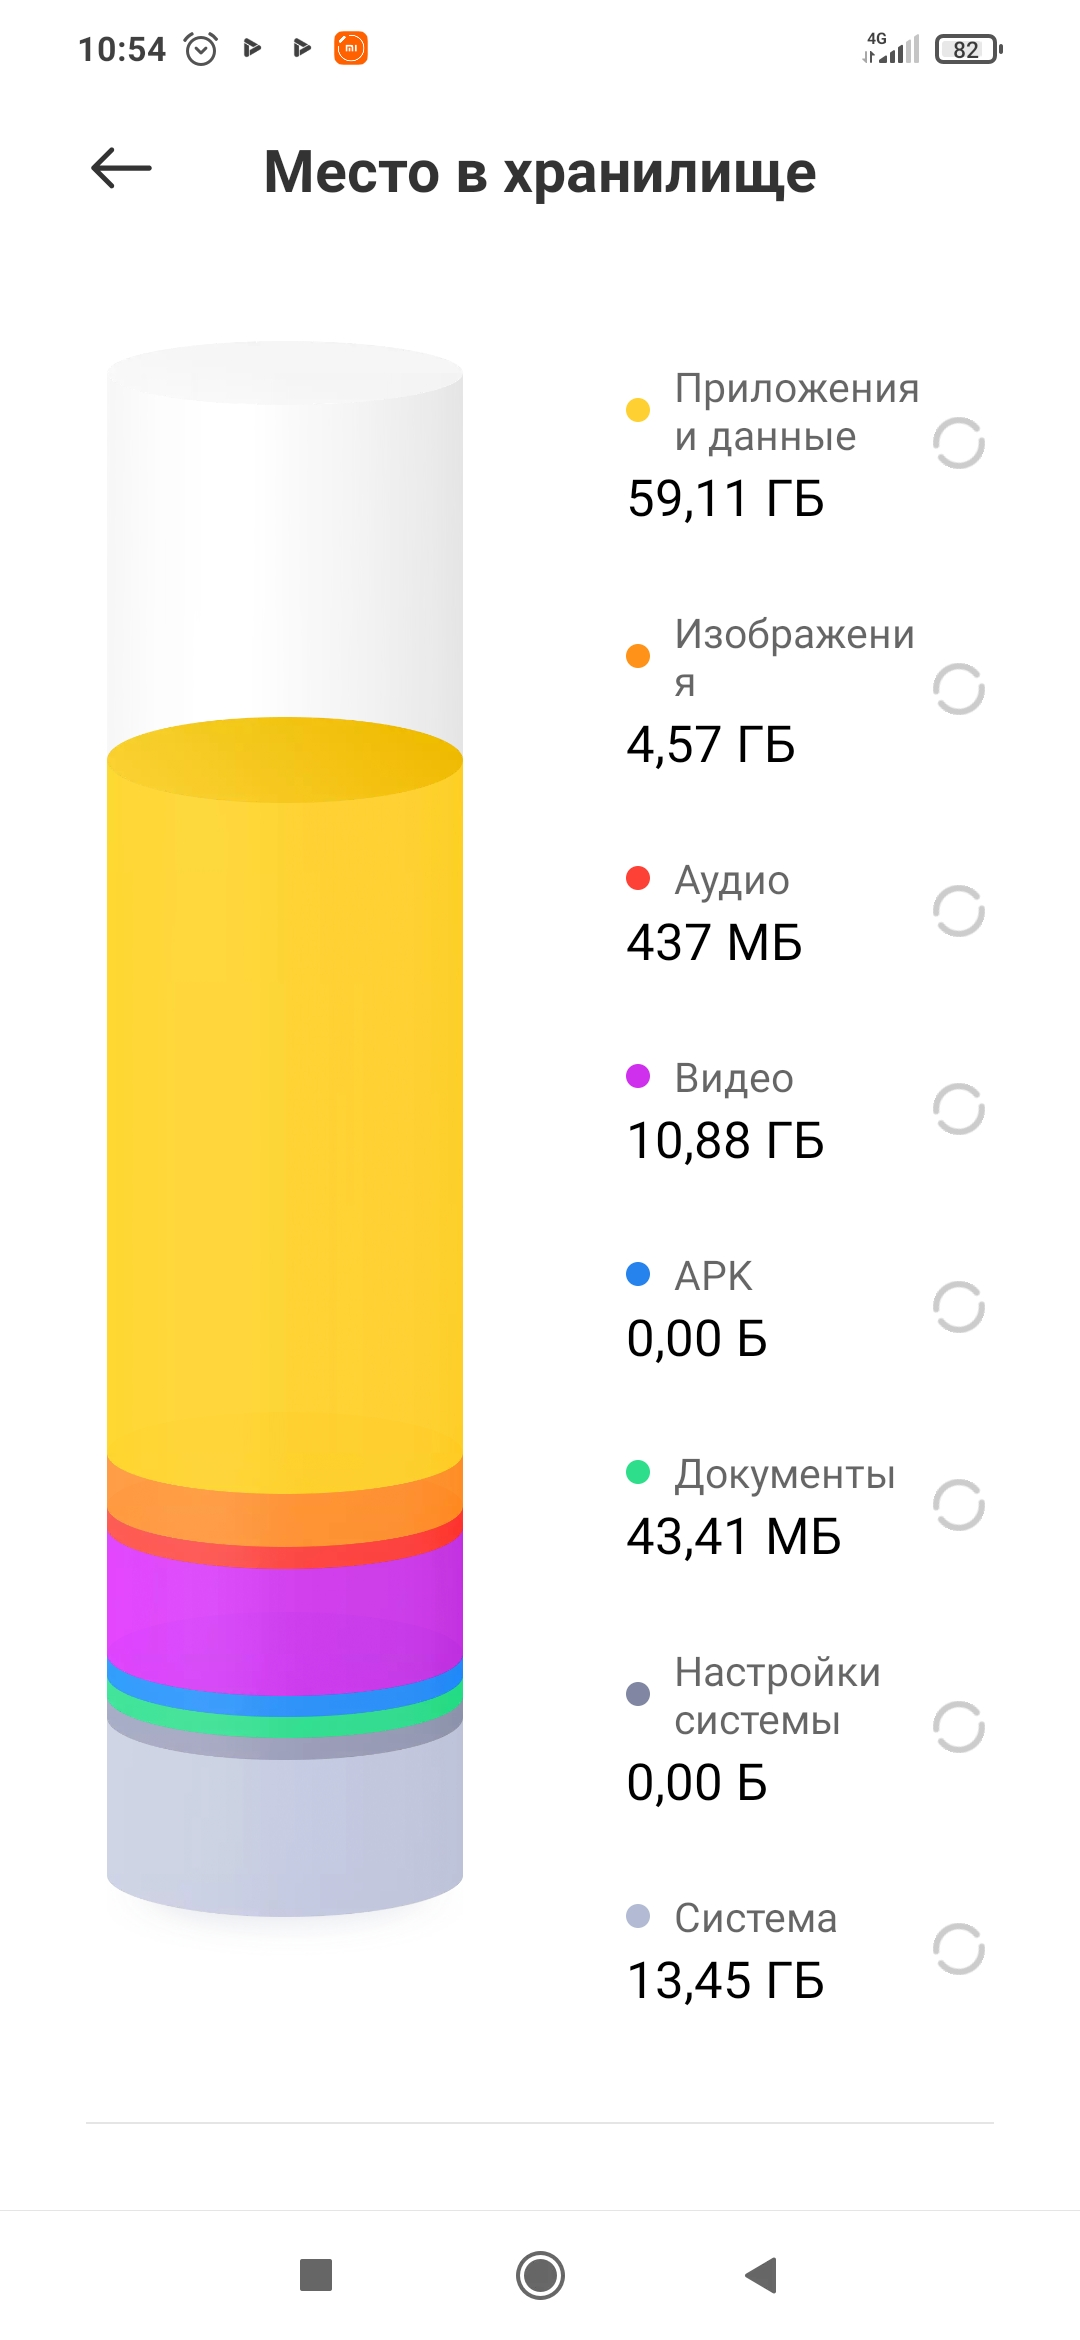 10:54
4G
82
Место в хранилище
Приложения
и данные
59,11 ГБ
Изображени
я
4,57 ГБ
Аудио
437 МБ
Видео
10,88 ГБ
APK
0,00 Б
Документы
43,41 МБ
Настройки
системы
0,00 Б
Система
13,45 ГБ